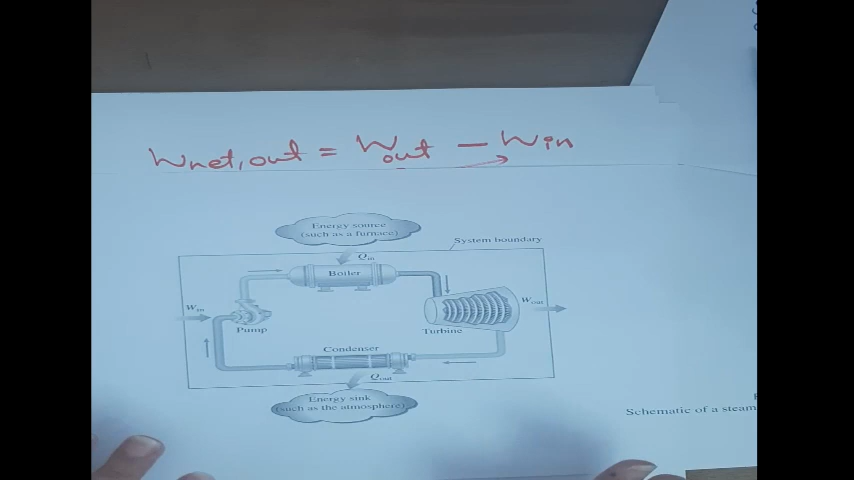 Wnet, out = Wout - Win
Energy source
(such as a furnace)
System boundary
Qin
Boiler
Win
Wout
Pump
Turbine
Condenser
Qout
Energy sink
(such as the atmosphere)
Schematic of a steam